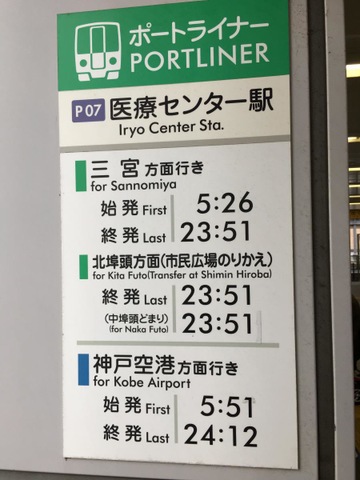 ポートライナー
PORTLINER
P07 医療センター駅
Iryo Center Sta.
三宮方面行き
for Sannomiya
始発 First 5:26
終発 Last 23:51
北埠頭方面(市民広場のりかえ)
for Kita Futo(Transfer at Shimin Hiroba)
終発 Last 23:51
(中埠頭どまり) 23:51
(for Naka Futo)
神戸空港方面行き
for Kobe Airport
始発 First 5:51
終発 Last 24:12